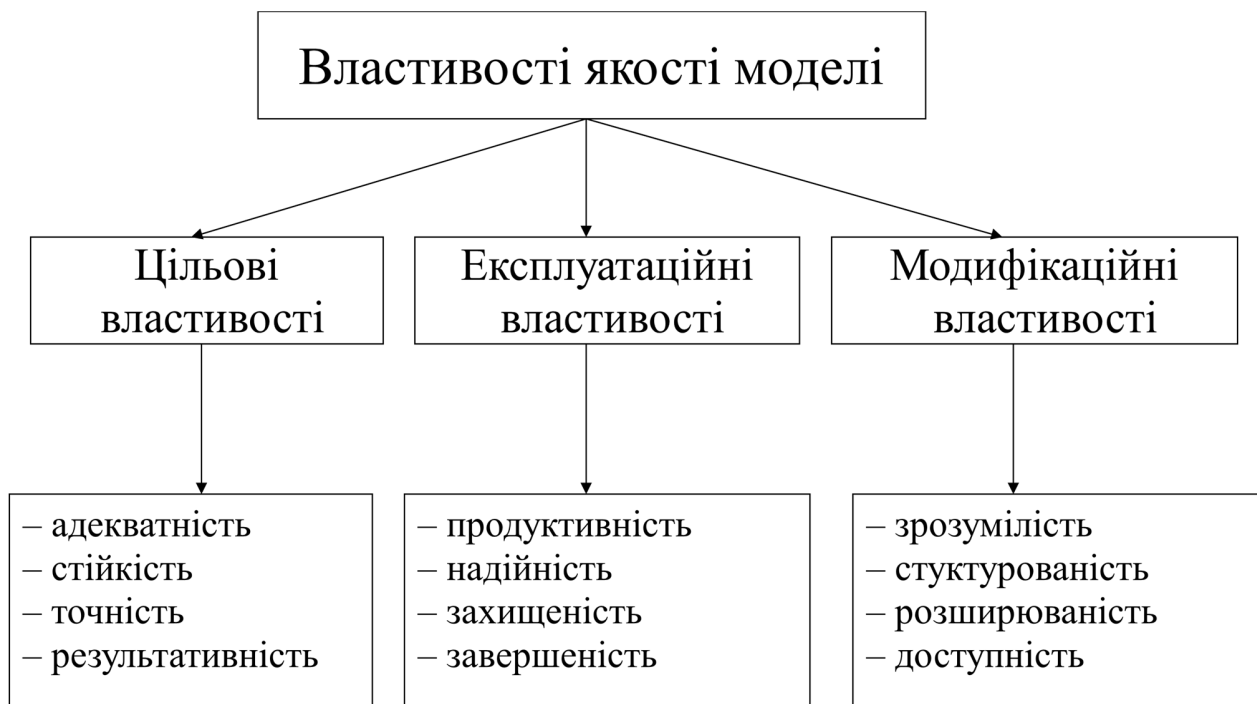 Властивості якості моделі
Цільові
властивості
Експлуатаційні
властивості
Модифікаційні
властивості
– адекватність
– стійкість
– точність
– результативність
– продуктивність
– надійність
– захищеність
– завершеність
– зрозумілість
– стуктурованість
– розширюваність
– доступність